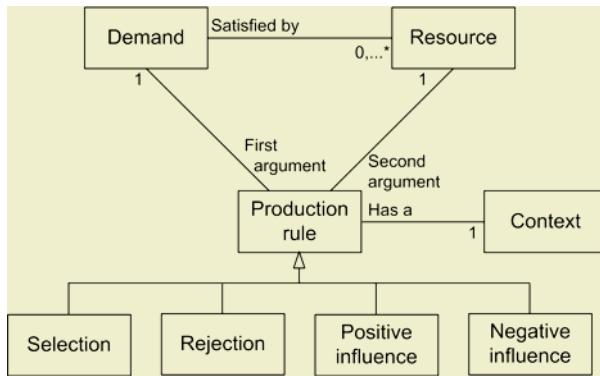 Demand
Satisfied by
0,...*
Resource
1
1
First
argument
Second
argument
Production
rule
Has a
1
Context
Selection
Rejection
Positive
influence
Negative
influence